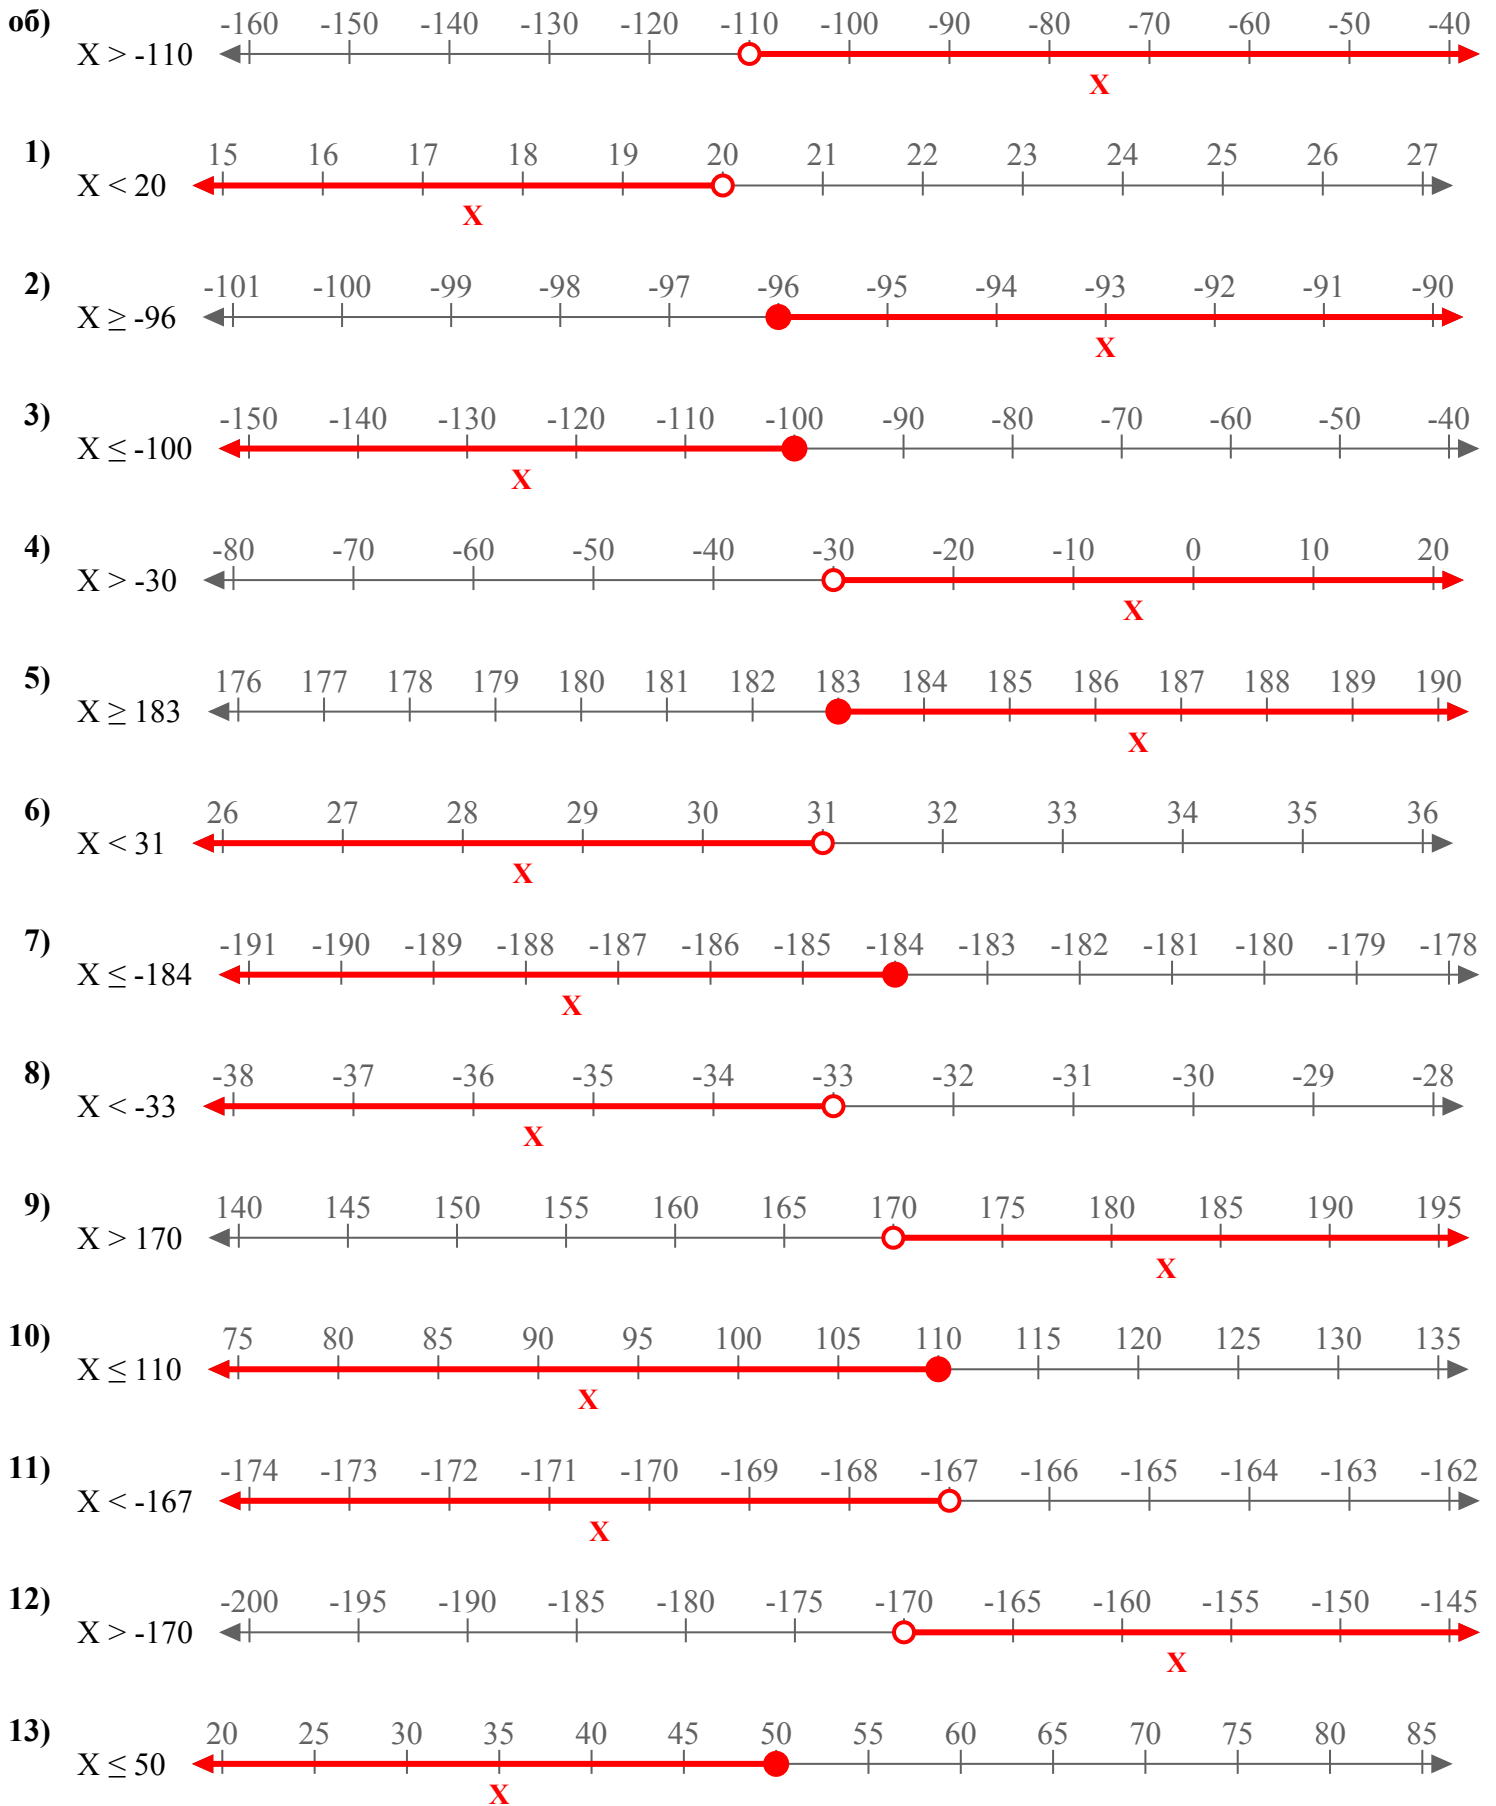 об) -160 -150 -140 -130 -120 -110 -100 -90 -80 -70 -60 -50 -40
X > -110
X
1) 15 16 17 18 19 20 21 22 23 24 25 26 27
X < 20
X
2) -101 -100 -99 -98 -97 -96 -95 -94 -93 -92 -91 -90
X ≥ -96
X
3) -150 -140 -130 -120 -110 -100 -90 -80 -70 -60 -50 -40
X ≤ -100
X
4) -80 -70 -60 -50 -40 -30 -20 -10 0 10 20
X > -30
X
5) 176 177 178 179 180 181 182 183 184 185 186 187 188 189 190
X ≥ 183
X
6) 26 27 28 29 30 31 32 33 34 35 36
X < 31
X
7) -191 -190 -189 -188 -187 -186 -185 -184 -183 -182 -181 -180 -179 -178
X ≤ -184
X
8) -38 -37 -36 -35 -34 -33 -32 -31 -30 -29 -28
X < -33
X
9) 140 145 150 155 160 165 170 175 180 185 190 195
X > 170
X
10) 75 80 85 90 95 100 105 110 115 120 125 130 135
X ≤ 110
X
11) -174 -173 -172 -171 -170 -169 -168 -167 -166 -165 -164 -163 -162
X < -167
X
12) -200 -195 -190 -185 -180 -175 -170 -165 -160 -155 -150 -145
X > -170
X
13) 20 25 30 35 40 45 50 55 60 65 70 75 80 85
X ≤ 50
X